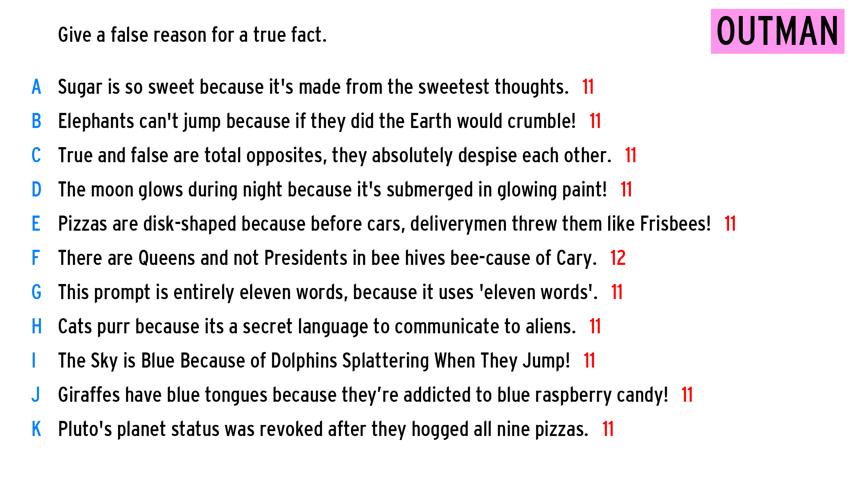 Give a false reason for a true fact.
OUTMAN
A Sugar is so sweet because it's made from the sweetest thoughts. 11
B Elephants can't jump because if they did the Earth would crumble! 11
C True and false are total opposites, they absolutely despise each other. 11
D The moon glows during night because it's submerged in glowing paint! 11
E Pizzas are disk-shaped because before cars, deliverymen threw them like Frisbees! 11
F There are Queens and not Presidents in bee hives bee-cause of Cary. 12
G This prompt is entirely eleven words, because it uses 'eleven words'. 11
H Cats purr because its a secret language to communicate to aliens. 11
I The Sky is Blue Because of Dolphins Splattering When They Jump! 11
J Giraffes have blue tongues because they’re addicted to blue raspberry candy! 11
K Pluto's planet status was revoked after they hogged all nine pizzas. 11